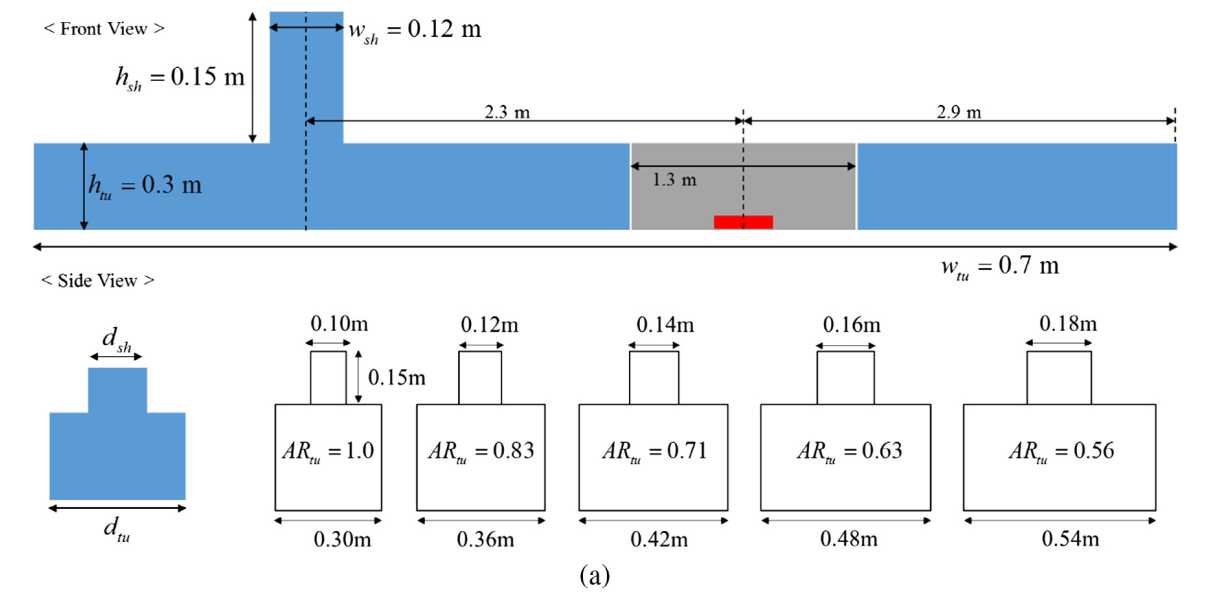 < Front View >
w_sh = 0.12 m
h_sh = 0.15 m
2.3 m
2.9 m
h_tu = 0.3 m
1.3 m
w_tu = 0.7 m
< Side View >
d_sh
0.10m
0.12m
0.14m
0.16m
0.18m
0.15m
AR_tu = 1.0
AR_tu = 0.83
AR_tu = 0.71
AR_tu = 0.63
AR_tu = 0.56
d_tu
0.30m
0.36m
0.42m
0.48m
0.54m
(a)